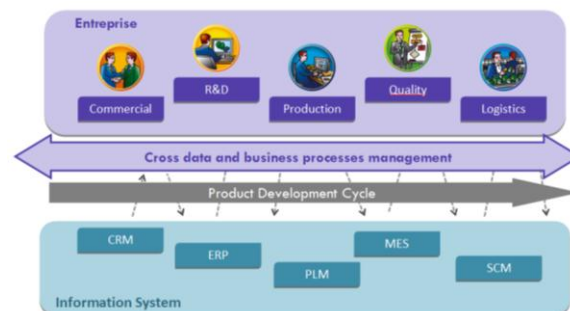 Entreprise
Commercial
R&D
Production
Quality
Logistics
Cross data and business processes management
Product Development Cycle
CRM
ERP
PLM
MES
SCM
Information System